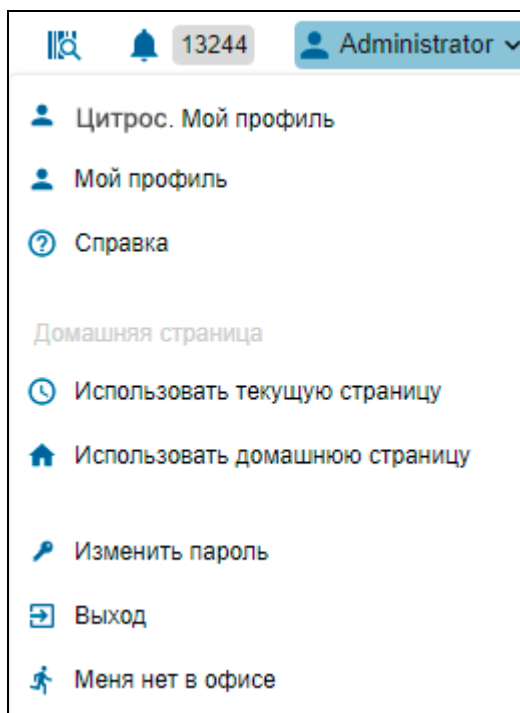 13244 Administrator
Цитрос. Мой профиль
Мой профиль
Справка
Домашняя страница
Использовать текущую страницу
Использовать домашнюю страницу
Изменить пароль
Выход
Меня нет в офисе